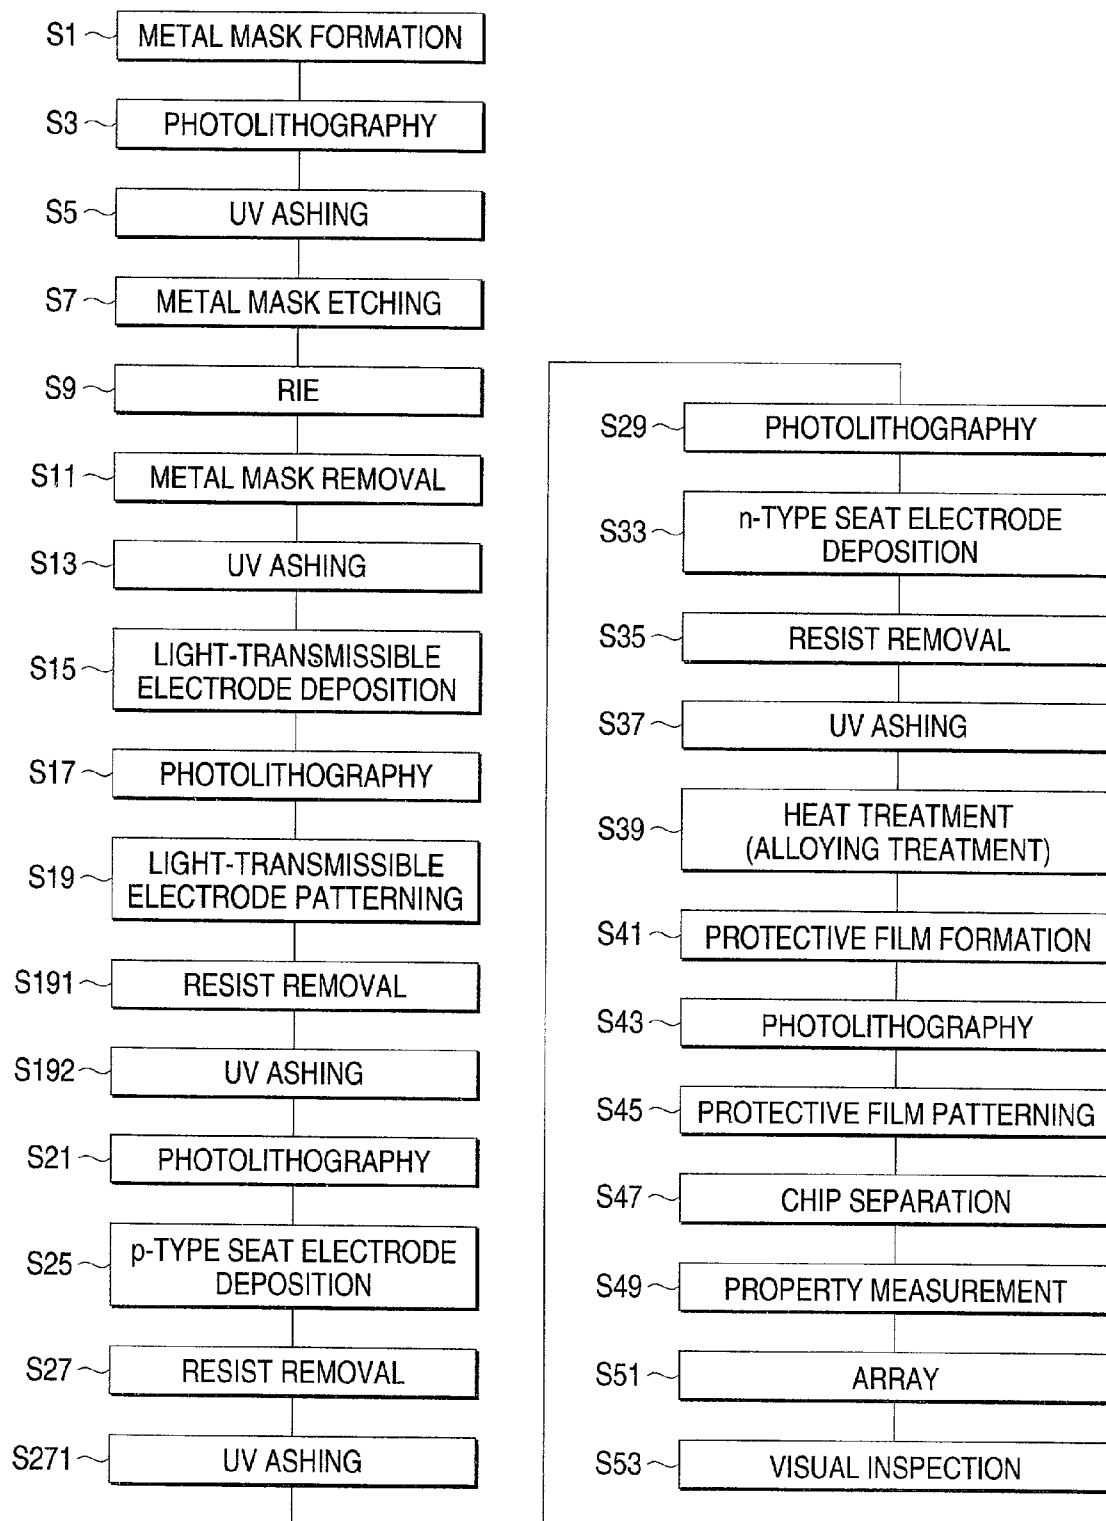 S1 METAL MASK FORMATION
S3 PHOTOLITHOGRAPHY
S5 UV ASHING
S7 METAL MASK ETCHING
S9 RIE
S11 METAL MASK REMOVAL
S13 UV ASHING
S15 LIGHT-TRANSMISSIBLE
ELECTRODE DEPOSITION
S17 PHOTOLITHOGRAPHY
S19 LIGHT-TRANSMISSIBLE
ELECTRODE PATTERNING
S191 RESIST REMOVAL
S192 UV ASHING
S21 PHOTOLITHOGRAPHY
S25 p-TYPE SEAT ELECTRODE
DEPOSITION
S27 RESIST REMOVAL
S271 UV ASHING
S29 PHOTOLITHOGRAPHY
S33 n-TYPE SEAT ELECTRODE
DEPOSITION
S35 RESIST REMOVAL
S37 UV ASHING
S39 HEAT TREATMENT
(ALLOYING TREATMENT)
S41 PROTECTIVE FILM FORMATION
S43 PHOTOLITHOGRAPHY
S45 PROTECTIVE FILM PATTERNING
S47 CHIP SEPARATION
S49 PROPERTY MEASUREMENT
S51 ARRAY
S53 VISUAL INSPECTION